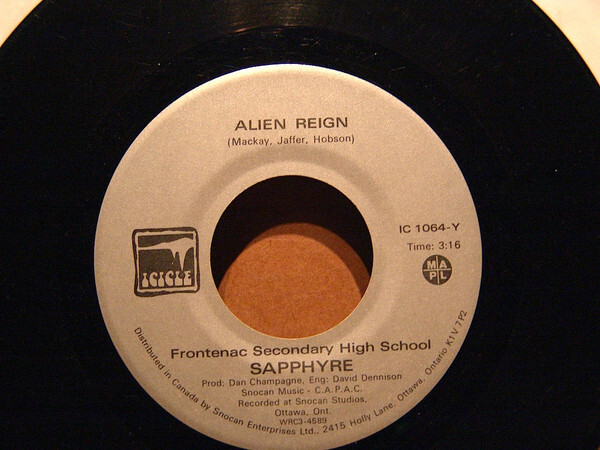 ALIEN REIGN
(Mackay, Jaffer, Hobson)
IC 1064-Y
Time: 3:16
MAPL
ICICLE
Frontenac Secondary High School
SAPPHYRE
Prod: Dan Champagne, Eng: David Dennison
Snocan Music - C.A.P.A.C.
Recorded at Snocan Studios,
Ottawa, Ont.
WRC3-4589
Distributed in Canada by Snocan Enterprises Ltd., 2415 Holly Lane, Ottawa, Ontario K1V 7P2